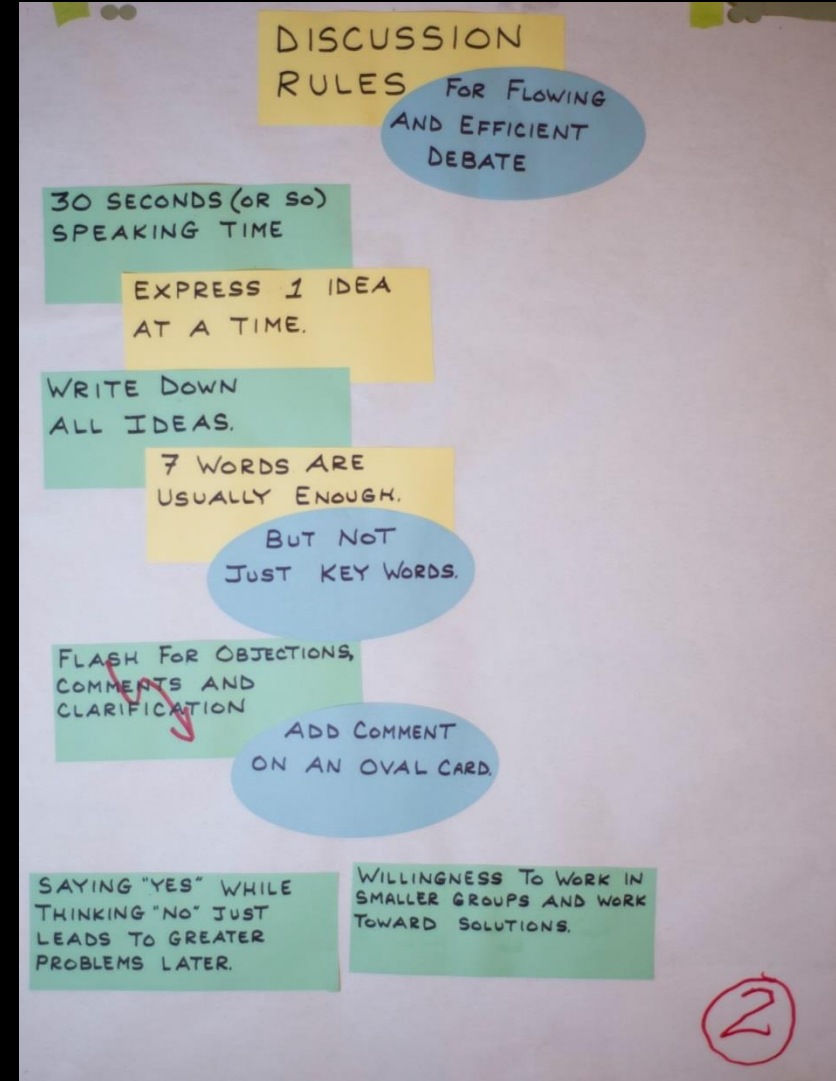 DISCUSSION
RULES
FOR FLOWING
AND EFFICIENT
DEBATE
30 SECONDS (OR SO)
SPEAKING TIME
EXPRESS 1 IDEA
AT A TIME.
WRITE DOWN
ALL IDEAS.
7 WORDS ARE
USUALLY ENOUGH.
BUT NOT
JUST KEY WORDS.
FLASH FOR OBJECTIONS,
COMMENTS AND
CLARIFICATION
ADD COMMENT
ON AN OVAL CARD.
SAYING "YES" WHILE
THINKING "NO" JUST
LEADS TO GREATER
PROBLEMS LATER.
WILLINGNESS TO WORK IN
SMALLER GROUPS AND WORK
TOWARD SOLUTIONS.
2